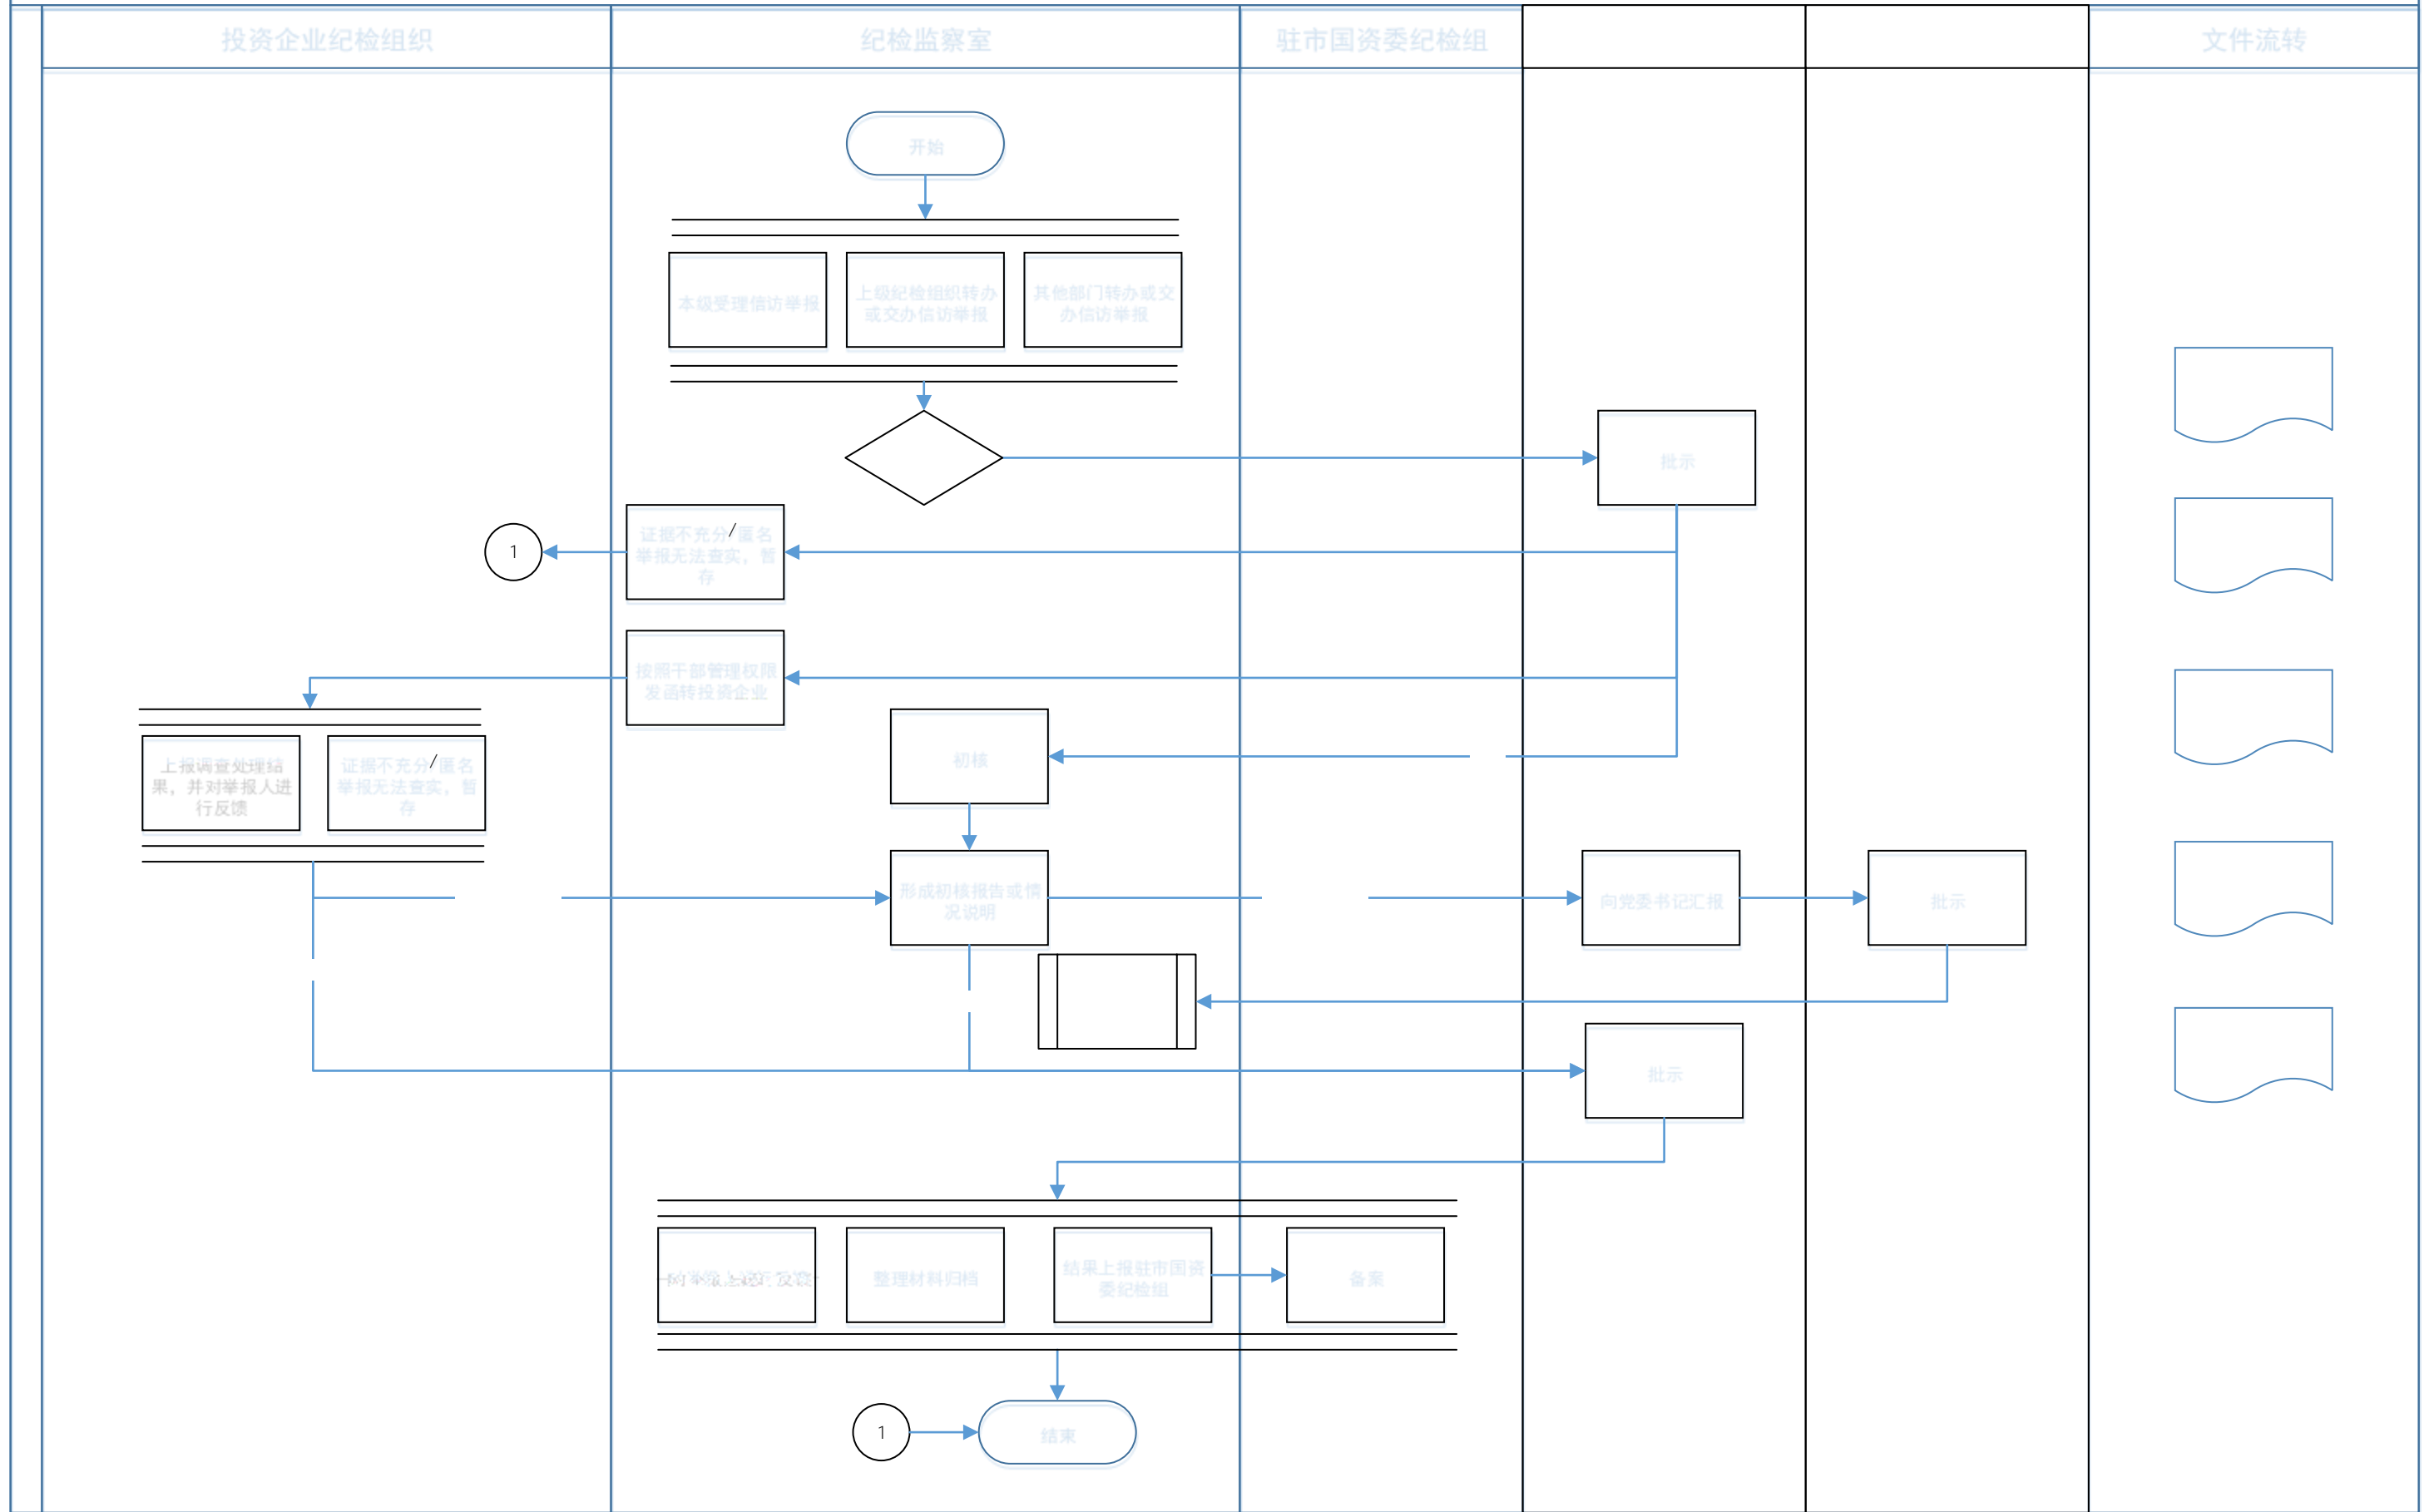 投资企业纪检组织
纪检监察室
驻市国资委纪检组
文件流转
开始
本级受理信访举报
上级纪检组织转办
或交办信访举报
其他部门转办或交
办信访举报
批示
1
证据不充分/匿名
举报无法查实，暂
存
按照干部管理权限
发函转投资企业
上报调查处理结
果，并对举报人进
行反馈
证据不充分/匿名
举报无法查实，暂
存
初核
形成初核报告或情
况说明
向党委书记汇报
批示
批示
对举报人进行反馈
整理材料归档
结果上报驻市国资
委纪检组
备案
1
结束